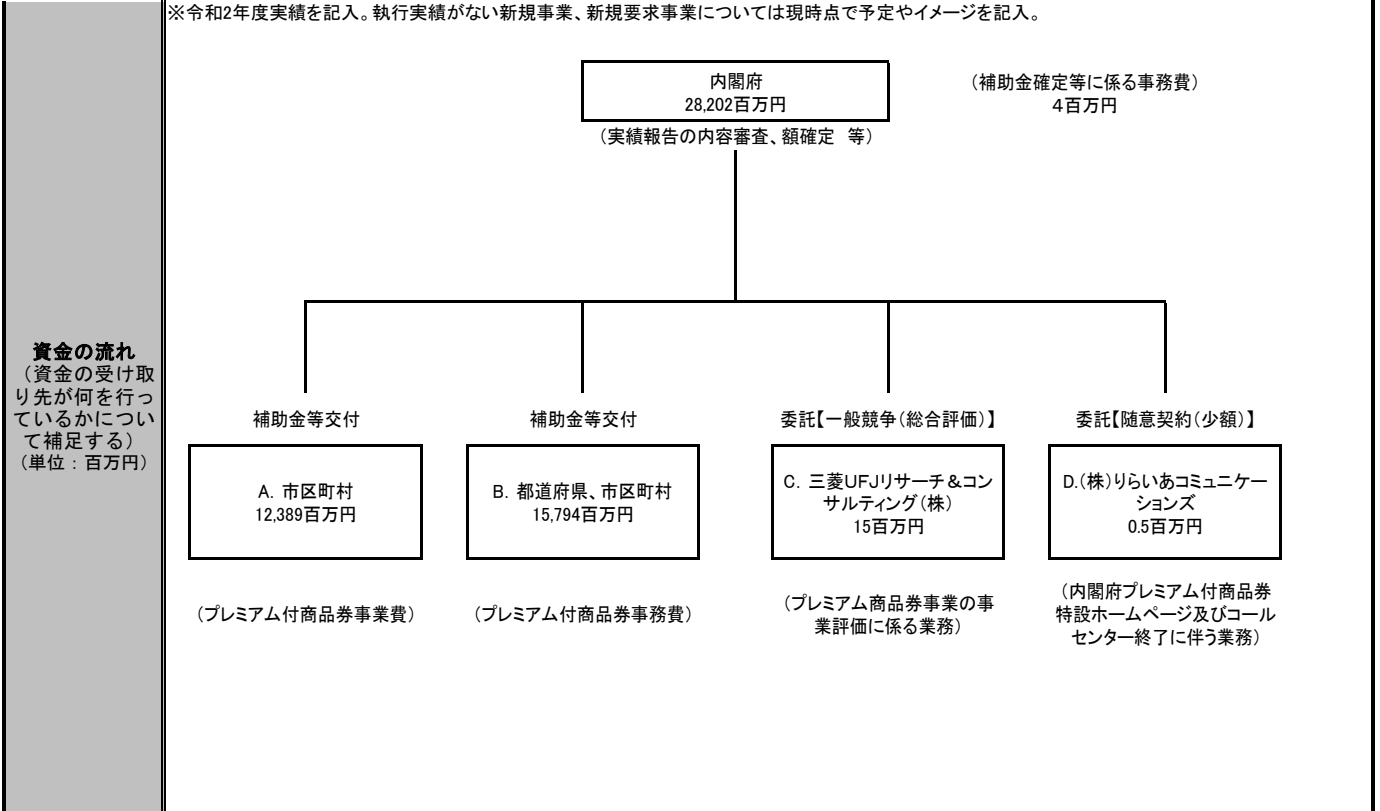 ※令和2年度実績を記入。執行実績がない新規事業、新規要求事業については現時点で予定やイメージを記入。
内閣府
28,202百万円
（実績報告の内容審査、額確定　等）
（補助金確定等に係る事務費）
４百万円
資金の流れ
（資金の受け取
り先が何を行っ
ているかについ
て補足する）
（単位：百万円）
補助金等交付
A. 市区町村
12,389百万円
（プレミアム付商品券事業費）
補助金等交付
B. 都道府県、市区町村
15,794百万円
（プレミアム付商品券事務費）
委託【一般競争（総合評価）】
C. 三菱UFJリサーチ＆コン
サルティング（株）
15百万円
（プレミアム商品券事業の事
業評価に係る業務）
委託【随意契約（少額）】
D.（株）りらいあコミュニケー
ションズ
0.5百万円
（内閣府プレミアム付商品券
特設ホームページ及びコール
センター終了に伴う業務）